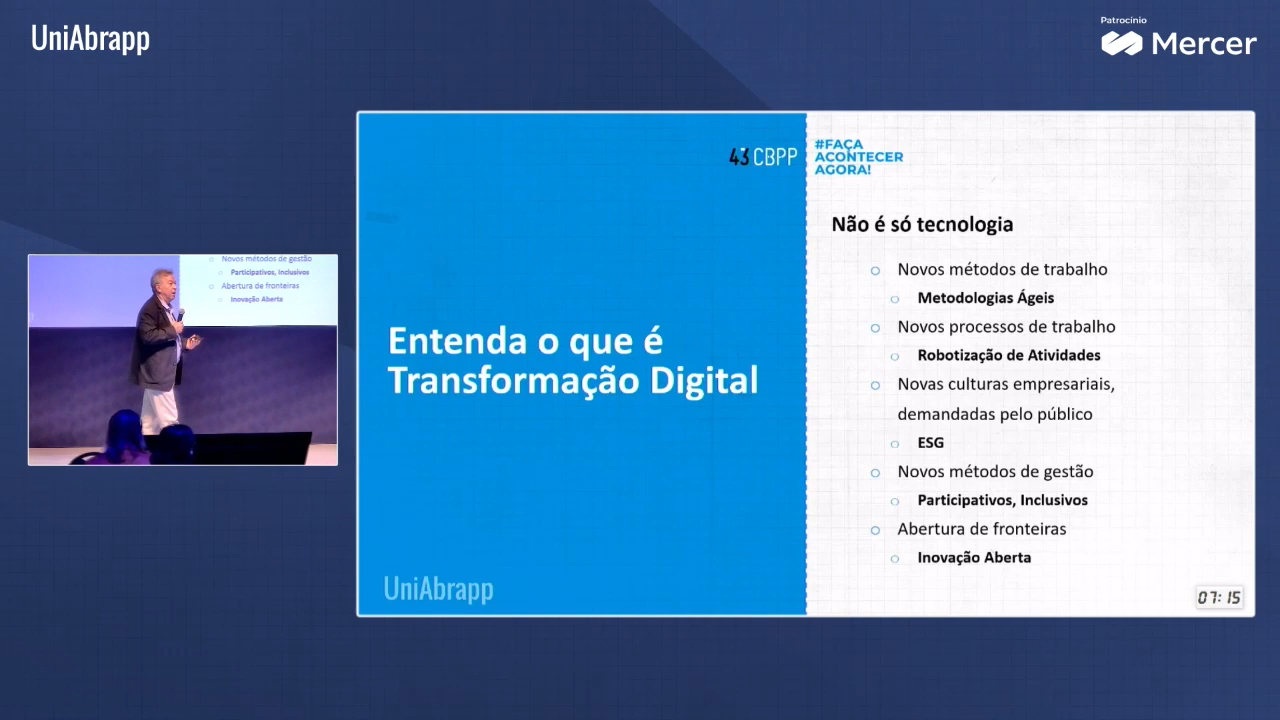 UniAbrapp
Patrocínio
Mercer
43 CBPP
#FAÇA
ACONTECER
AGORA!
Não é só tecnologia
Novos métodos de trabalho
Metodologias Ágeis
Novos processos de trabalho
Robotização de Atividades
Novas culturas empresariais,
demandadas pelo público
ESG
Novos métodos de gestão
Participativos, Inclusivos
Abertura de fronteiras
Inovação Aberta
Entenda o que é
Transformação Digital
UniAbrapp
07:15
Novos métodos de gestão
Participativos, Inclusivos
Abertura de fronteiras
Inovação Aberta